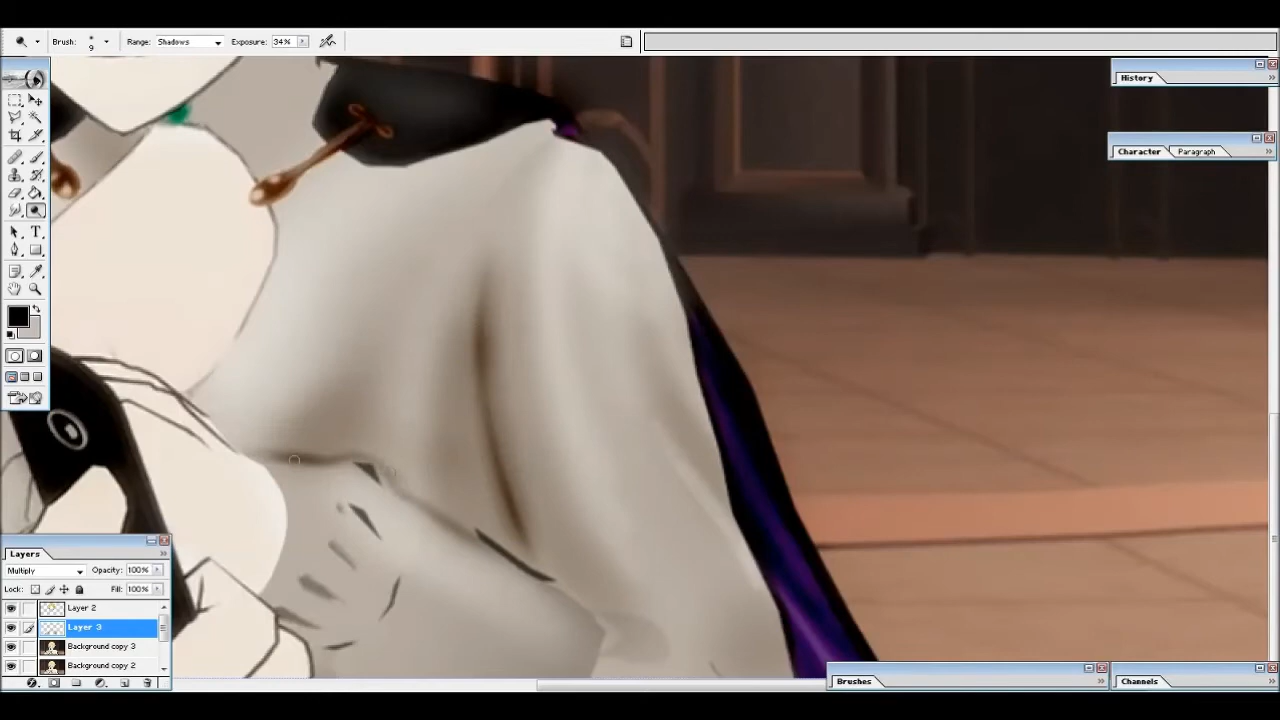 Brush: 9 Range: Shadows Exposure: 34%
History
Character Paragraph
Layers
Multiply Opacity: 100%
Lock: Fill: 100%
Layer 2
Layer 3
Background copy 3
Background copy 2
Brushes Channels